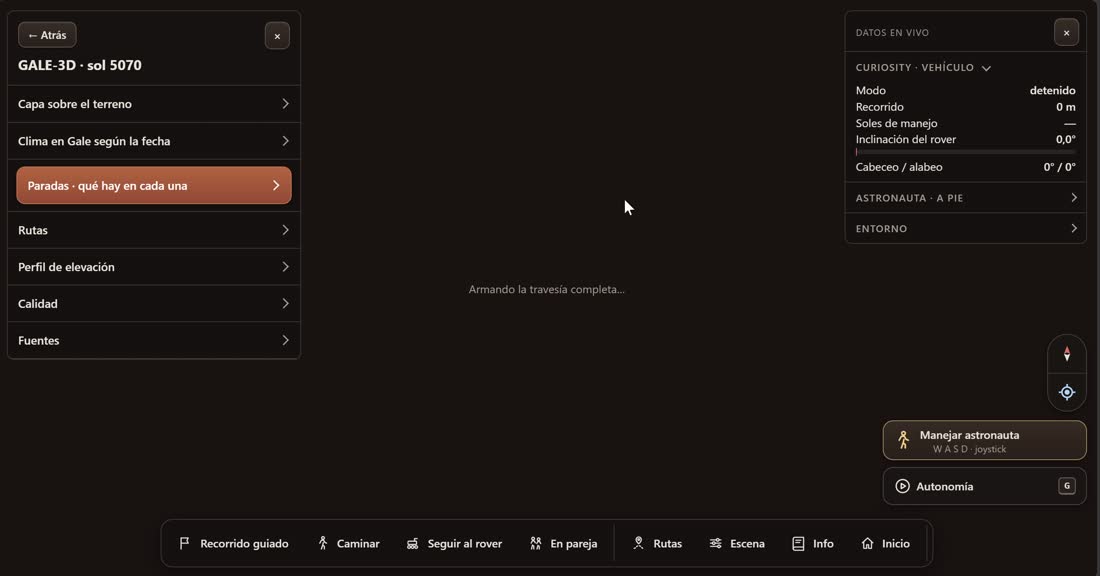 ← Atrás
×
GALE-3D · sol 5070
Capa sobre el terreno
Clima en Gale según la fecha
Paradas · qué hay en cada una
Rutas
Perfil de elevación
Calidad
Fuentes
Armando la travesía completa...
DATOS EN VIVO
×
CURIOSITY · VEHÍCULO
Modo detenido
Recorrido 0 m
Soles de manejo —
Inclinación del rover 0,0°
Cabeceo / alabeo 0° / 0°
ASTRONAUTA · A PIE
ENTORNO
Manejar astronauta
W A S D · joystick
Autonomía G
Recorrido guiado Caminar Seguir al rover En pareja Rutas Escena Info Inicio